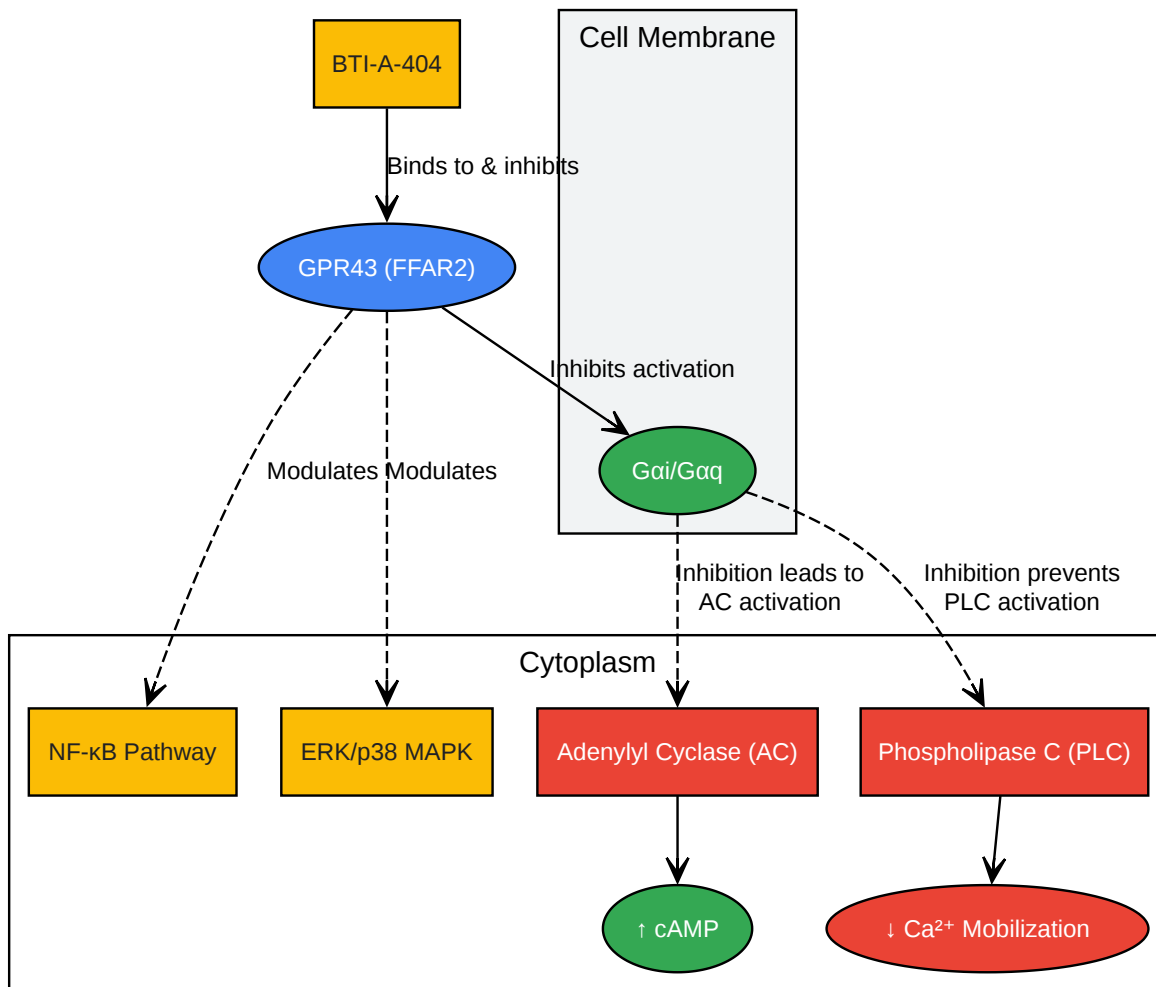 Cell Membrane
BTI-A-404
Binds to & inhibits
GPR43 (FFAR2)
Inhibits activation
Modulates
Modulates
Gαi/Gαq
Inhibition leads to
AC activation
Inhibition prevents
PLC activation
Cytoplasm
NF-κB Pathway
ERK/p38 MAPK
Adenylyl Cyclase (AC)
Phospholipase C (PLC)
↑ cAMP
↓ Ca²⁺ Mobilization